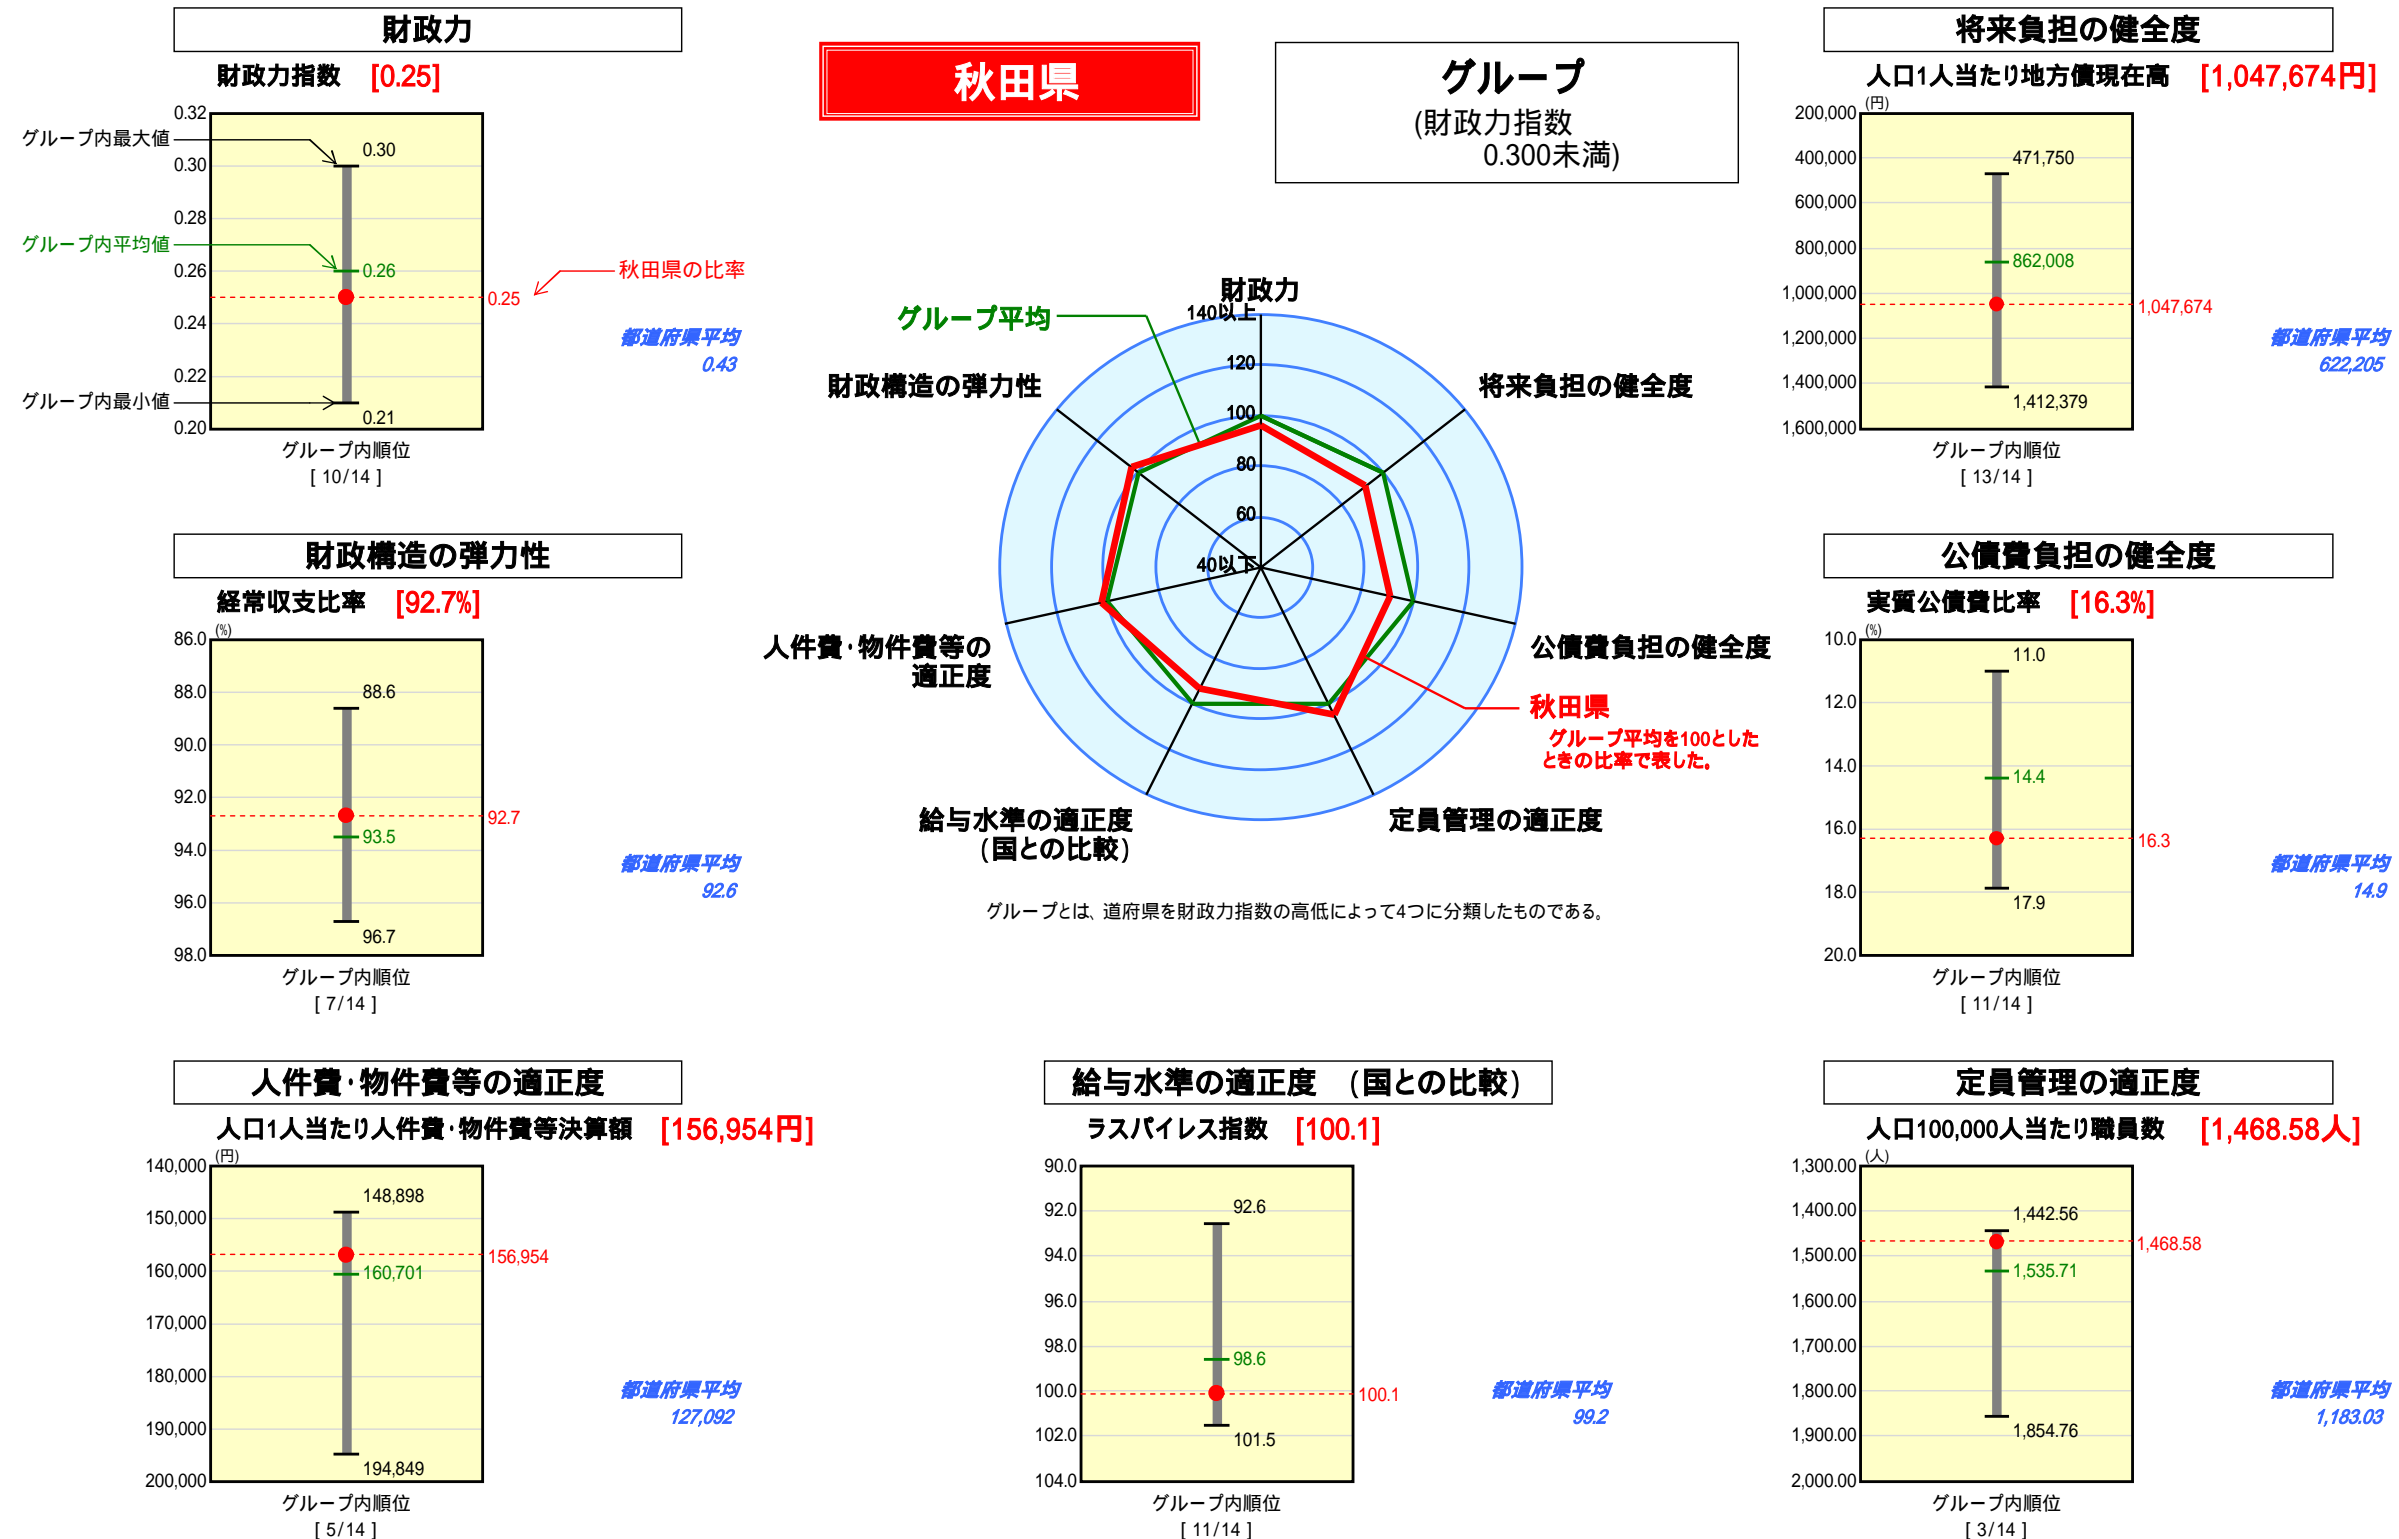 財政力
財政力指数 [0.25]
0.32
0.30
0.28
0.26
0.24
0.22
0.20
グループ内最大値
グループ内平均値
グループ内最小値
0.30
0.26
0.21
0.25
秋田県の比率
都道府県平均
0.43
グループ内順位
[ 10/14 ]
秋田県
グループ
(財政力指数
0.300未満)
将来負担の健全度
人口1人当たり地方債現在高 [1,047,674円]
(円)
200,000
400,000
600,000
800,000
1,000,000
1,200,000
1,400,000
1,600,000
471,750
862,008
1,412,379
1,047,674
都道府県平均
622,205
グループ内順位
[ 13/14 ]
財政力
将来負担の健全度
公債費負担の健全度
定員管理の適正度
給与水準の適正度
(国との比較)
人件費・物件費等の
適正度
財政構造の弾力性
グループ平均
140以上
120
100
80
60
40以下
秋田県
グループ平均を100とした
ときの比率で表した。
グループとは、道府県を財政力指数の高低によって4つに分類したものである。
財政構造の弾力性
経常収支比率 [92.7%]
(%)
86.0
88.0
90.0
92.0
94.0
96.0
98.0
88.6
93.5
96.7
92.7
都道府県平均
92.6
グループ内順位
[ 7/14 ]
公債費負担の健全度
実質公債費比率 [16.3%]
(%)
10.0
12.0
14.0
16.0
18.0
20.0
11.0
14.4
17.9
16.3
都道府県平均
14.9
グループ内順位
[ 11/14 ]
人件費・物件費等の適正度
人口1人当たり人件費・物件費等決算額 [156,954円]
(円)
140,000
150,000
160,000
170,000
180,000
190,000
200,000
148,898
160,701
194,849
156,954
都道府県平均
127,092
グループ内順位
[ 5/14 ]
給与水準の適正度 (国との比較)
ラスパイレス指数 [100.1]
90.0
92.0
94.0
96.0
98.0
100.0
102.0
104.0
92.6
98.6
101.5
100.1
都道府県平均
99.2
グループ内順位
[ 11/14 ]
定員管理の適正度
人口100,000人当たり職員数 [1,468.58人]
(人)
1,300.00
1,400.00
1,500.00
1,600.00
1,700.00
1,800.00
1,900.00
2,000.00
1,442.56
1,535.71
1,854.76
1,468.58
都道府県平均
1,183.03
グループ内順位
[ 3/14 ]